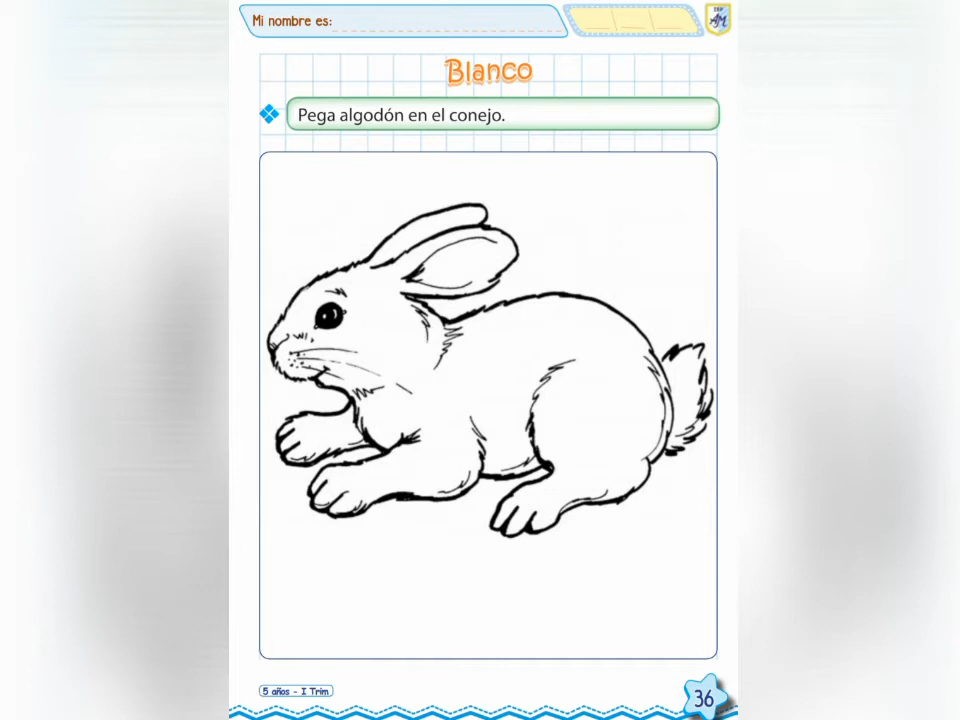 Mi nombre es:
Blanco
Pega algodón en el conejo.
5 años - I Trim
36